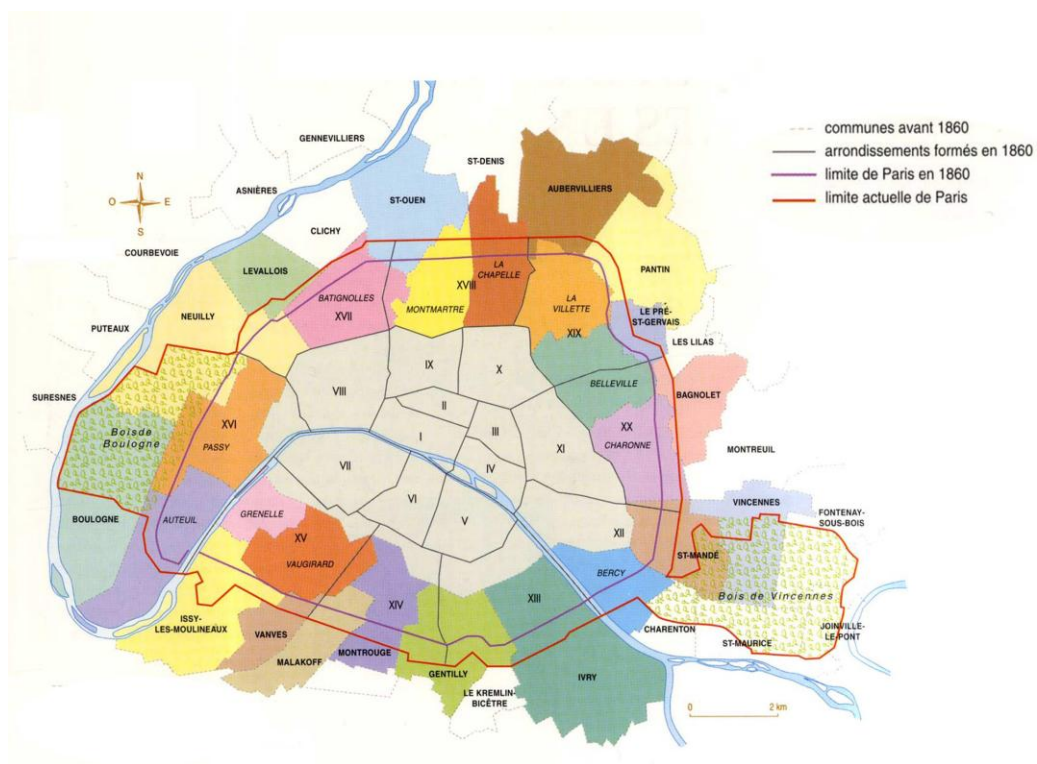 communes avant 1860
arrondissements formés en 1860
limite de Paris en 1860
limite actuelle de Paris
N
O
E
S
GENNEVILLIERS
ST-DENIS
AUBERVILLIERS
ASNIÈRES
ST-OUEN
CLICHY
COURBEVOIE
LEVALLOIS
LA
CHAPELLE
PANTIN
BATIGNOLLES
XVII
MONTMARTRE
XVIII
LA
VILLETTE
XIX
NEUILLY
PUTEAUX
LE PRÉ-
ST-GERVAIS
LES LILAS
SURESNES
IX
X
BELLEVILLE
BAGNOLET
VIII
II
Boisde
Boulogne
XVI
PASSY
I
III
XI
XX
CHARONNE
MONTREUIL
VII
IV
VI
V
VINCENNES
FONTENAY-
SOUS-BOIS
BOULOGNE
AUTEUIL
GRENELLE
XV
VAUGIRARD
XII
ST-MANDÉ
BERCY
Bois de Vincennes
XIV
XIII
ISSY-
LES-MOULINEAUX
VANVES
MALAKOFF
MONTROUGE
GENTILLY
LE KREMLIN-
BICÊTRE
IVRY
CHARENTON
ST-MAURICE
JOINVILLE-
LE-PONT
0
2 km